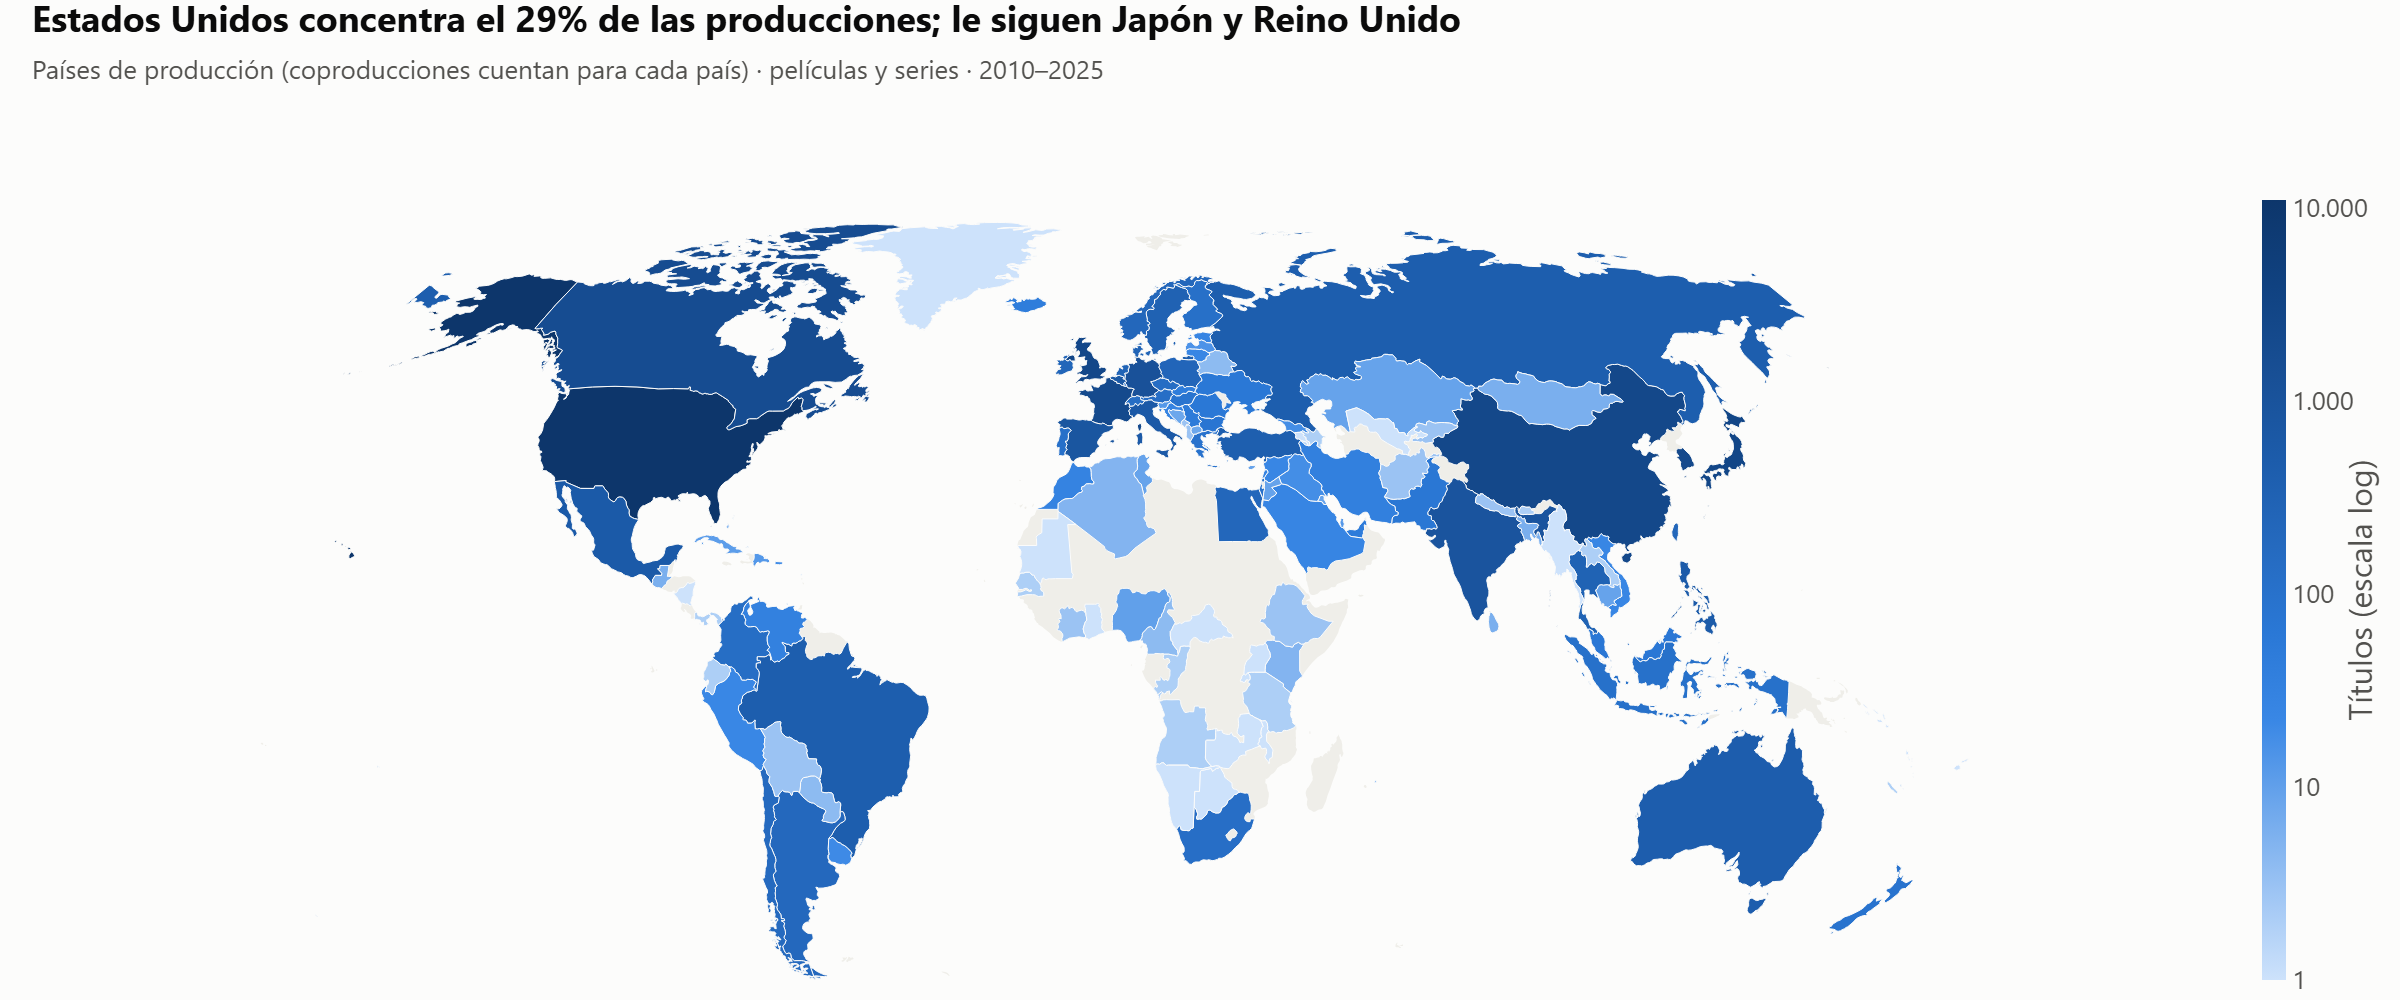 Estados Unidos concentra el 29% de las producciones; le siguen Japón y Reino Unido
Países de producción (coproducciones cuentan para cada país) · películas y series · 2010–2025
10.000
1.000
100
10
1
Títulos (escala log)